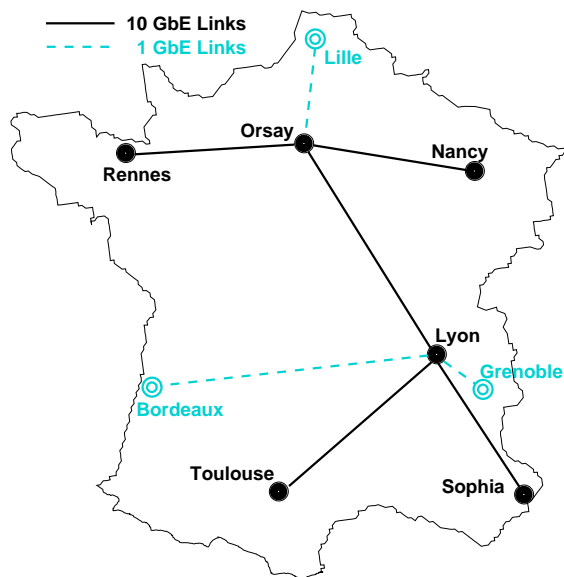 10 GbE Links
1 GbE Links
Lille
Orsay
Nancy
Rennes
Lyon
Grenoble
Bordeaux
Toulouse
Sophia